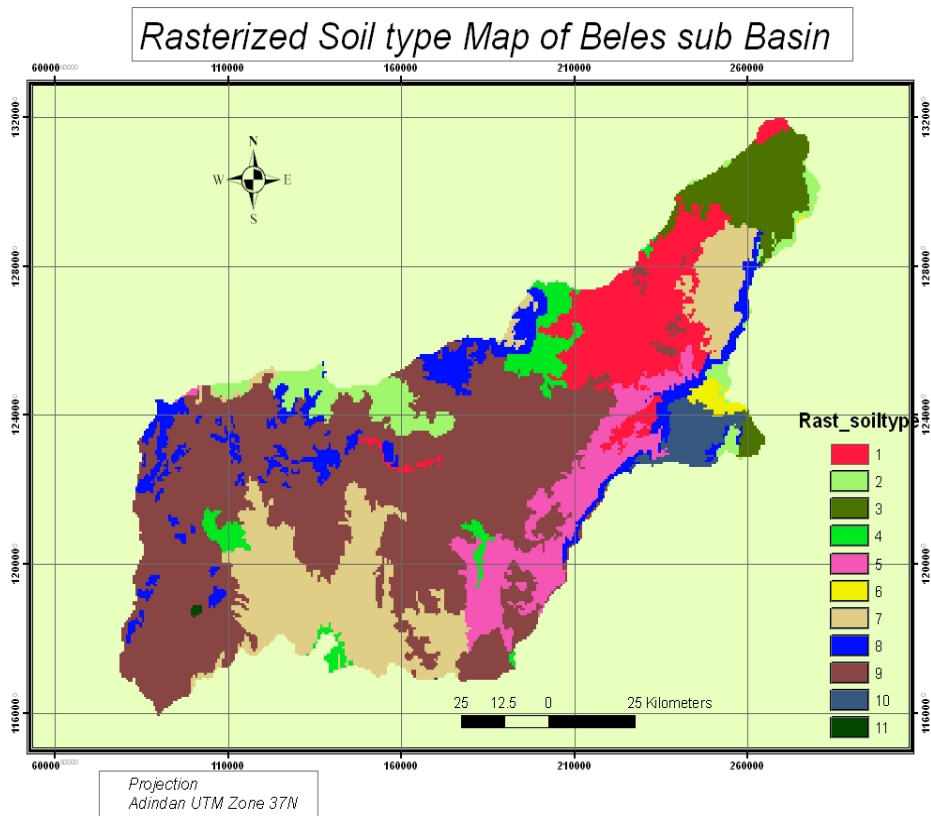 Rasterized Soil type Map of Beles sub Basin
60000 110000 160000 210000 260000
1320000 1320000
N
W E
S
1280000 1280000
1240000 1240000
Rast_soiltype
1
2
3
4
5
6
7
8
9
10
11
1200000 1200000
25 12.5 0 25 Kilometers
1160000 1160000
60000 110000 160000 210000 260000
Projection
Adindan UTM Zone 37N